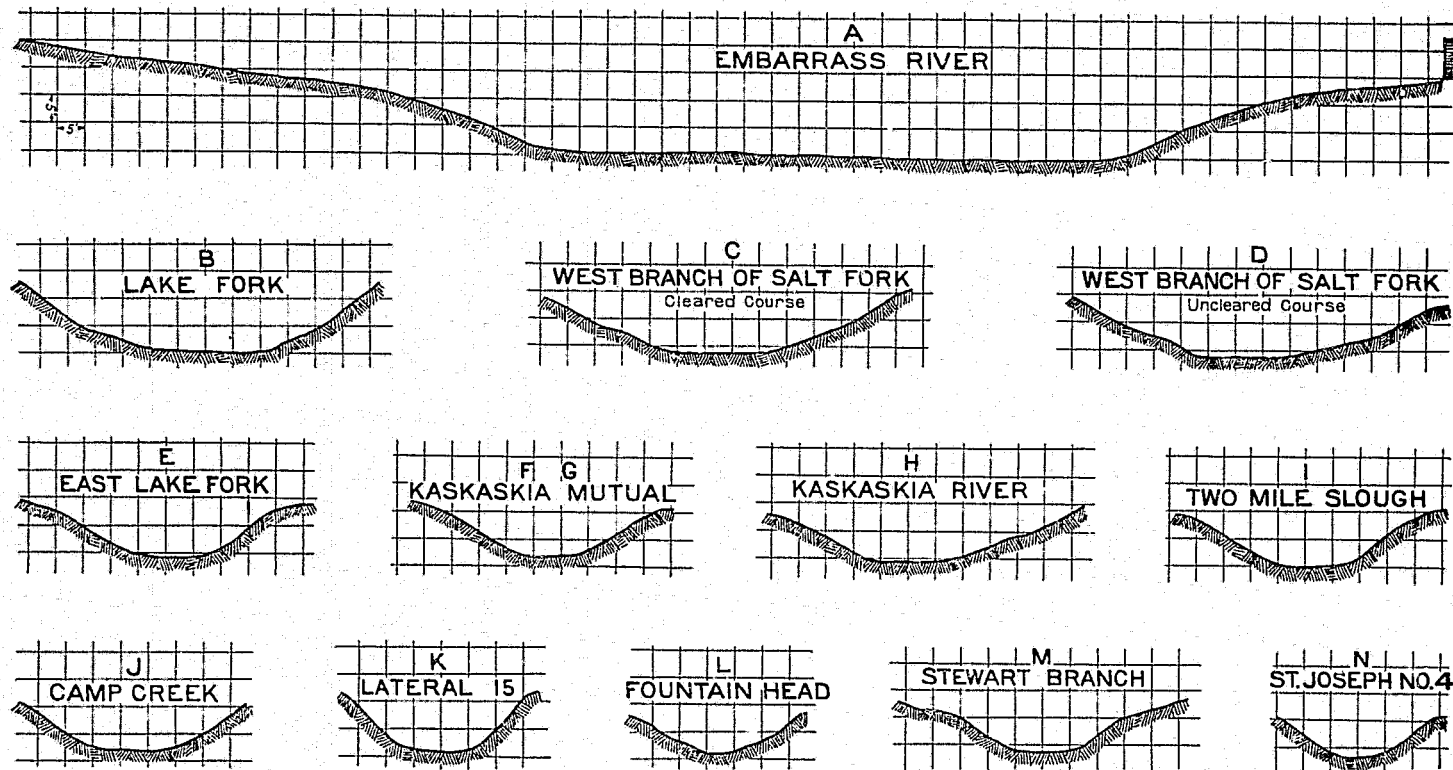 A
EMBARRASS RIVER
5'
5'
B
LAKE FORK
C
WEST BRANCH OF SALT FORK
Cleared Course
D
WEST BRANCH OF SALT FORK
Uncleared Course
E
EAST LAKE FORK
F G
KASKASKIA MUTUAL
H
KASKASKIA RIVER
I
TWO MILE SLOUGH
J
CAMP CREEK
K
LATERAL 15
L
FOUNTAIN HEAD
M
STEWART BRANCH
N
ST. JOSEPH NO. 4